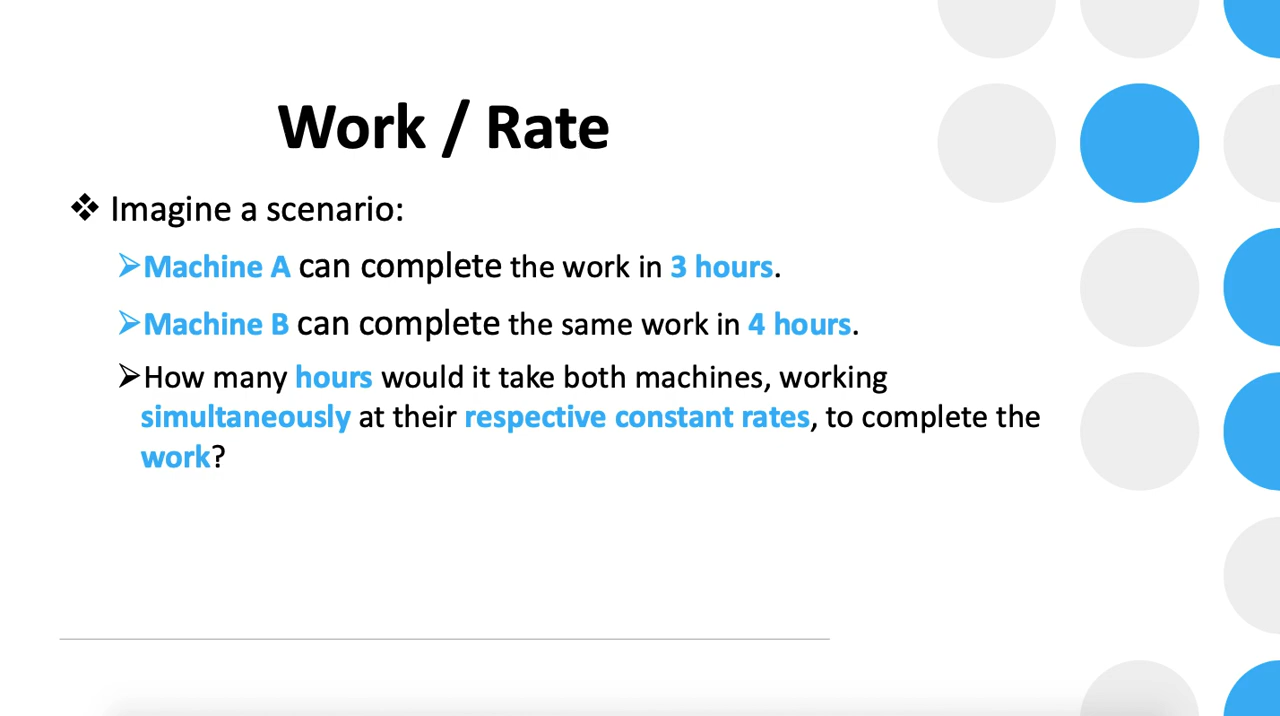 Work / Rate
❖ Imagine a scenario:
➢Machine A can complete the work in 3 hours.
➢Machine B can complete the same work in 4 hours.
➢How many hours would it take both machines, working
simultaneously at their respective constant rates, to complete the
work?